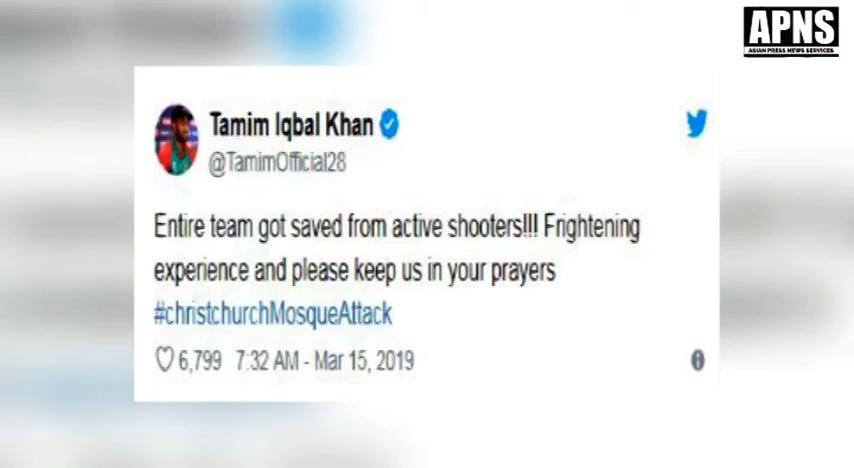 APNS
ASIAN PRESS NEWS SERVICES
Tamim Iqbal Khan
@TamimOfficial28
Entire team got saved from active shooters!!! Frightening
experience and please keep us in your prayers
#christchurchMosqueAttack
6,799 7:32 AM - Mar 15, 2019